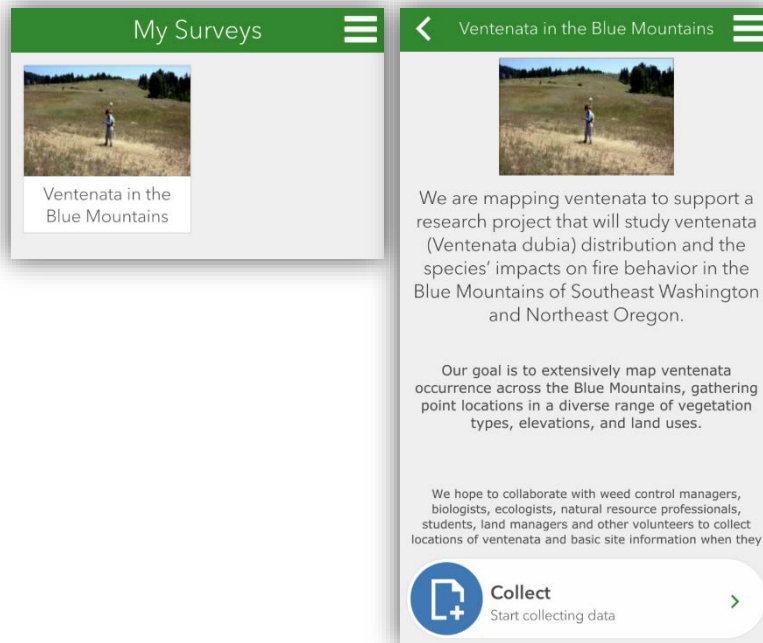 My Surveys
Ventenata in the
Blue Mountains
Ventenata in the Blue Mountains
We are mapping ventenata to support a
research project that will study ventenata
(Ventenata dubia) distribution and the
species' impacts on fire behavior in the
Blue Mountains of Southeast Washington
and Northeast Oregon.
Our goal is to extensively map ventenata
occurrence across the Blue Mountains, gathering
point locations in a diverse range of vegetation
types, elevations, and land uses.
We hope to collaborate with weed control managers,
biologists, ecologists, natural resource professionals,
students, land managers and other volunteers to collect
locations of ventenata and basic site information when they
Collect
Start collecting data